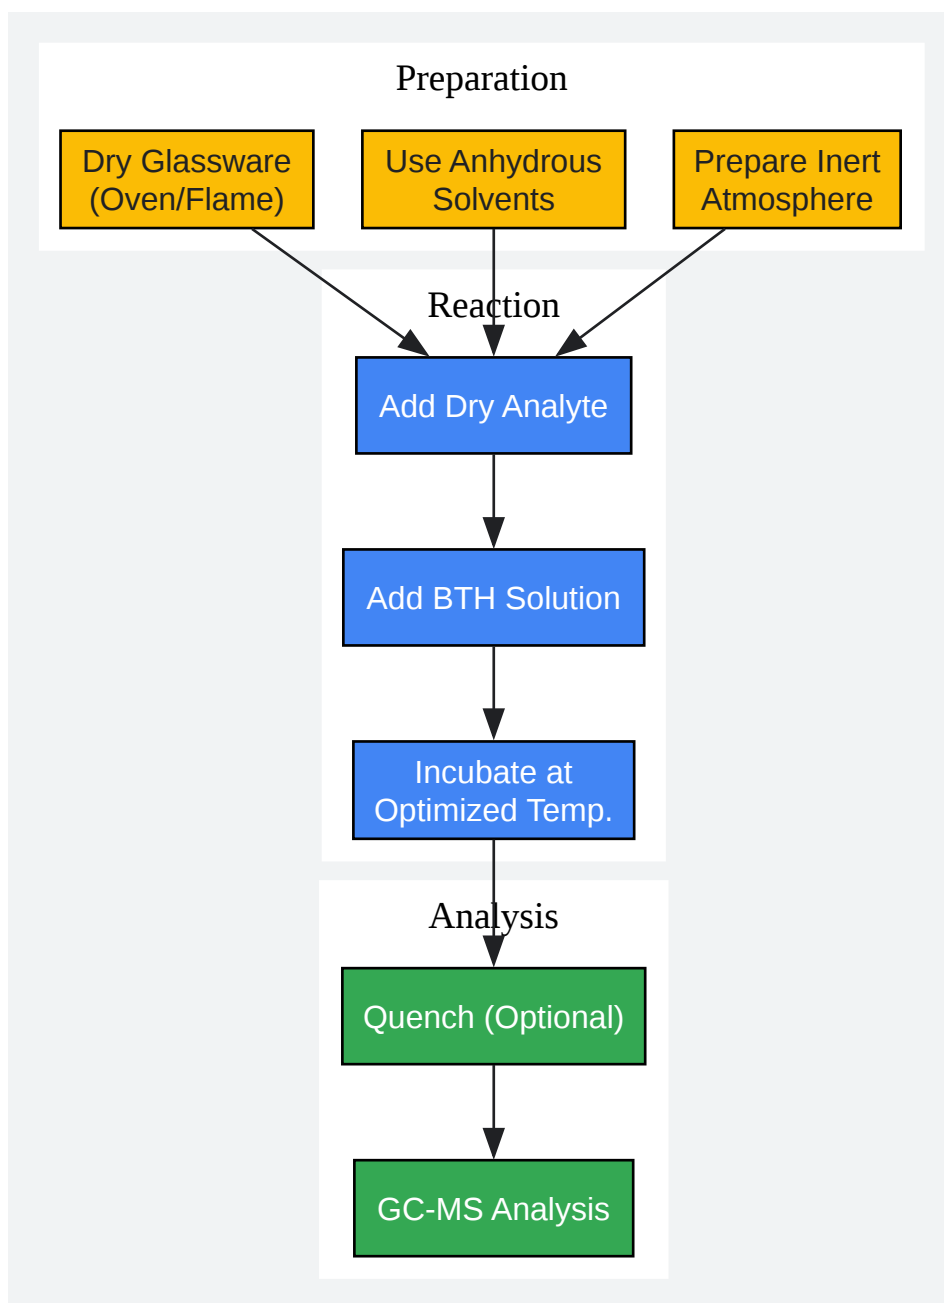 Preparation
Dry Glassware
(Oven/Flame)
Use Anhydrous
Solvents
Prepare Inert
Atmosphere
Reaction
Add Dry Analyte
Add BTH Solution
Incubate at
Optimized Temp.
Analysis
Quench (Optional)
GC-MS Analysis